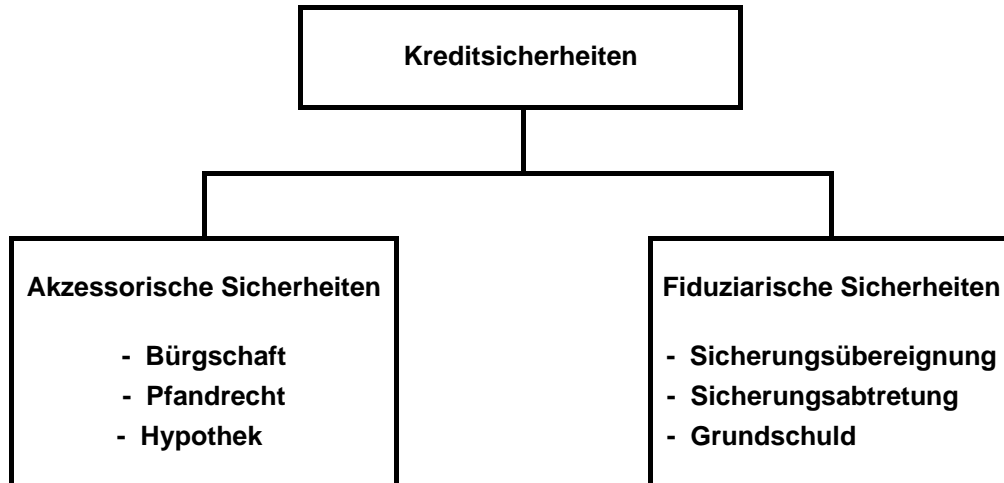 Kreditsicherheiten
Akzessorische Sicherheiten
- Bürgschaft
- Pfandrecht
- Hypothek
Fiduziarische Sicherheiten
- Sicherungsübereignung
- Sicherungsabtretung
- Grundschuld